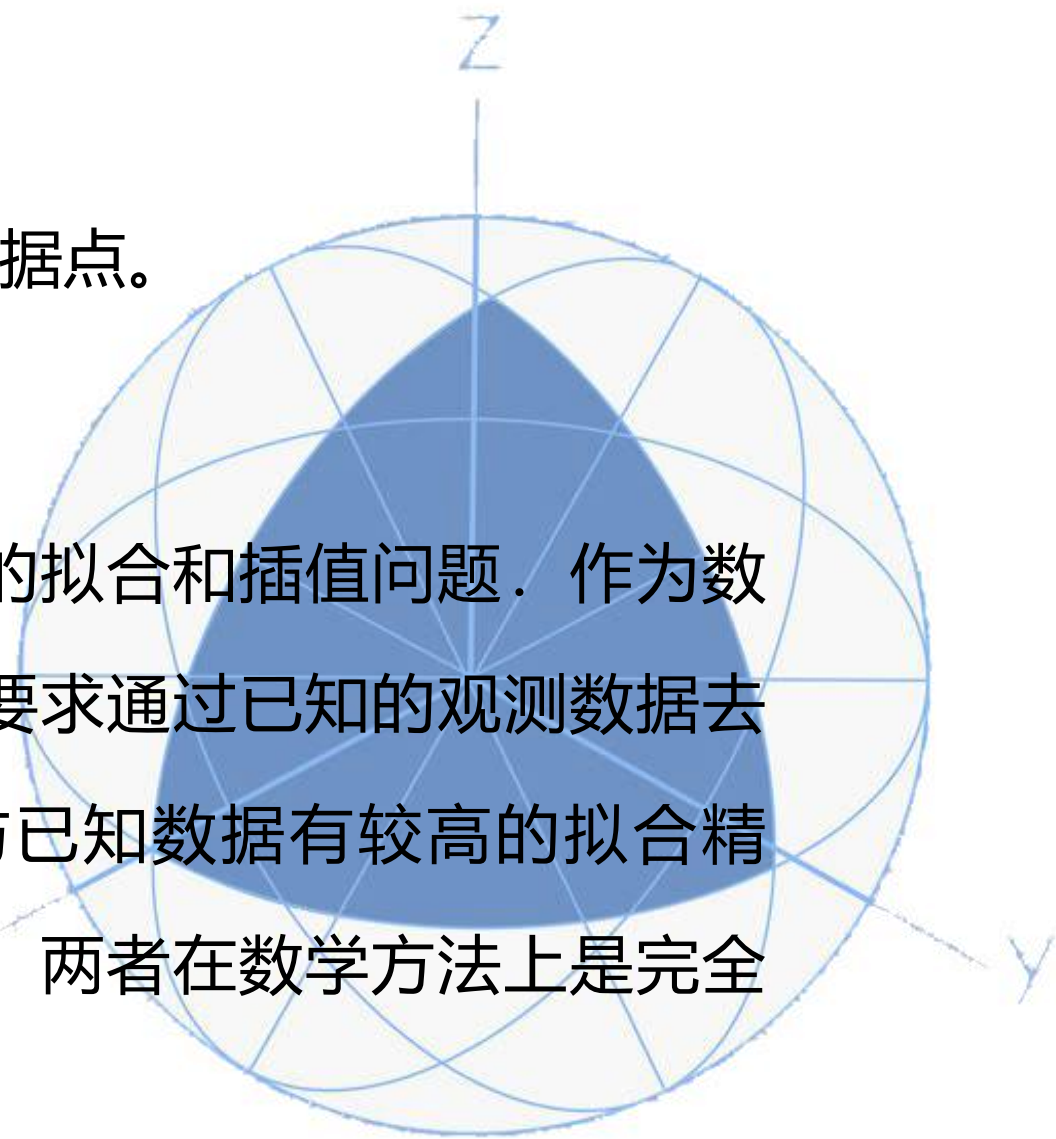 Z
据点。
的拟合和插值问题．作为数
要求通过已知的观测数据去
已知数据有较高的拟合精
两者在数学方法上是完全
y